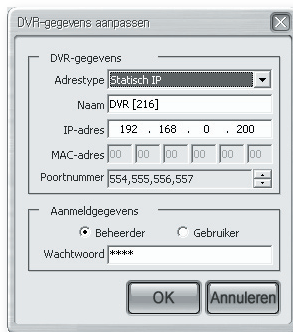 DVR-gegevens aanpassen
DVR-gegevens
Adrestype Statisch IP
Naam DVR [216]
IP-adres 192 . 168 . 0 . 200
MAC-adres 00 00 00 00 00 00
Poortnummer 554,555,556,557
Aanmeldgegevens
Beheerder Gebruiker
Wachtwoord ****
OK Annuleren